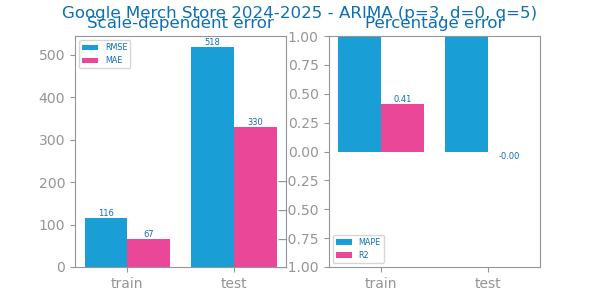 Google Merch Store 2024-2025 - ARIMA (p=3, d=0, q=5)
Scale-dependent error
Percentage error
500
400
300
200
100
0
RMSE
MAE
116
67
518
330
train
test
1.00
0.75
0.50
0.25
0.00
0.25
0.50
0.75
1.00
0.41
-0.00
MAPE
R2
train
test